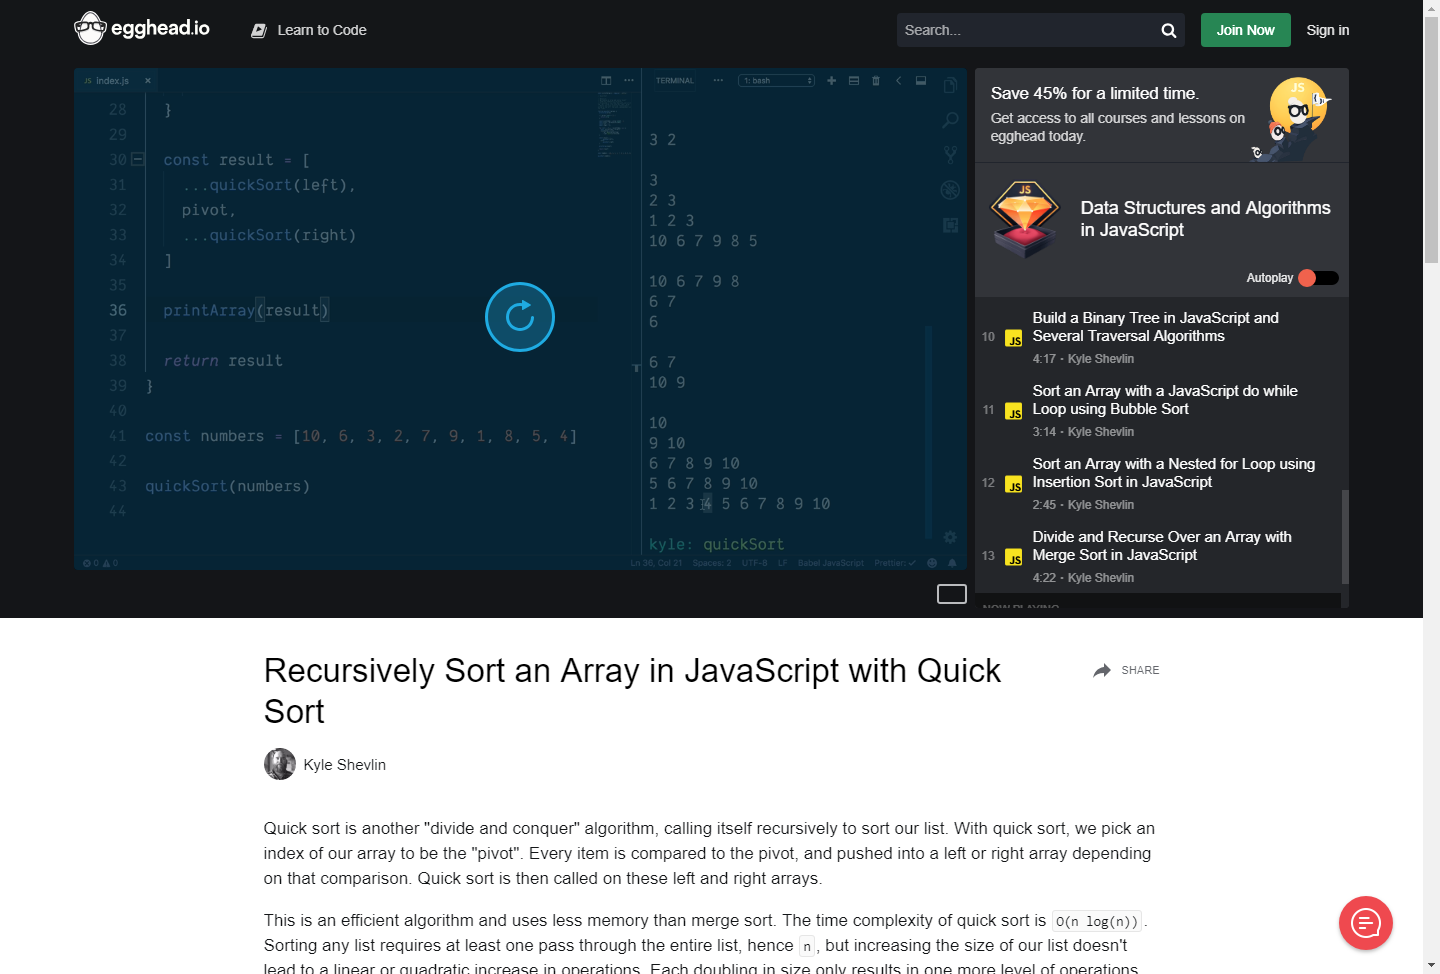 egghead.io
Learn to Code
Search...
Join Now
Sign in
JS index.js ×
28 }
29
30 const result = [
31 ...quickSort(left),
32 pivot,
33 ...quickSort(right)
34 ]
35
36 printArray(result)
37
38 return result
39 }
40
41 const numbers = [10, 6, 3, 2, 7, 9, 1, 8, 5, 4]
42
43 quickSort(numbers)
44
0 0
TERMINAL ··· 1: bash
3 2
3
2 3
1 2 3
10 6 7 9 8 5
10 6 7 9 8
6 7
6
6 7
10 9
10
9 10
6 7 8 9 10
5 6 7 8 9 10
1 2 3 4 5 6 7 8 9 10
kyle: quickSort
Ln 36, Col 21 Spaces: 2 UTF-8 LF Babel JavaScript Prettier: ✓
Save 45% for a limited time.
Get access to all courses and lessons on
egghead today.
JS
JS
Data Structures and Algorithms
in JavaScript
Autoplay
10 JS Build a Binary Tree in JavaScript and
Several Traversal Algorithms
4:17 · Kyle Shevlin
11 JS Sort an Array with a JavaScript do while
Loop using Bubble Sort
3:14 · Kyle Shevlin
12 JS Sort an Array with a Nested for Loop using
Insertion Sort in JavaScript
2:45 · Kyle Shevlin
13 JS Divide and Recurse Over an Array with
Merge Sort in JavaScript
4:22 · Kyle Shevlin
NOW PLAYING
Recursively Sort an Array in JavaScript with Quick
Sort
SHARE
Kyle Shevlin
Quick sort is another "divide and conquer" algorithm, calling itself recursively to sort our list. With quick sort, we pick an
index of our array to be the "pivot". Every item is compared to the pivot, and pushed into a left or right array depending
on that comparison. Quick sort is then called on these left and right arrays.
This is an efficient algorithm and uses less memory than merge sort. The time complexity of quick sort is O(n log(n)).
Sorting any list requires at least one pass through the entire list, hence n, but increasing the size of our list doesn't
lead to a linear or quadratic increase in operations. Each doubling in size only results in one more level of operations